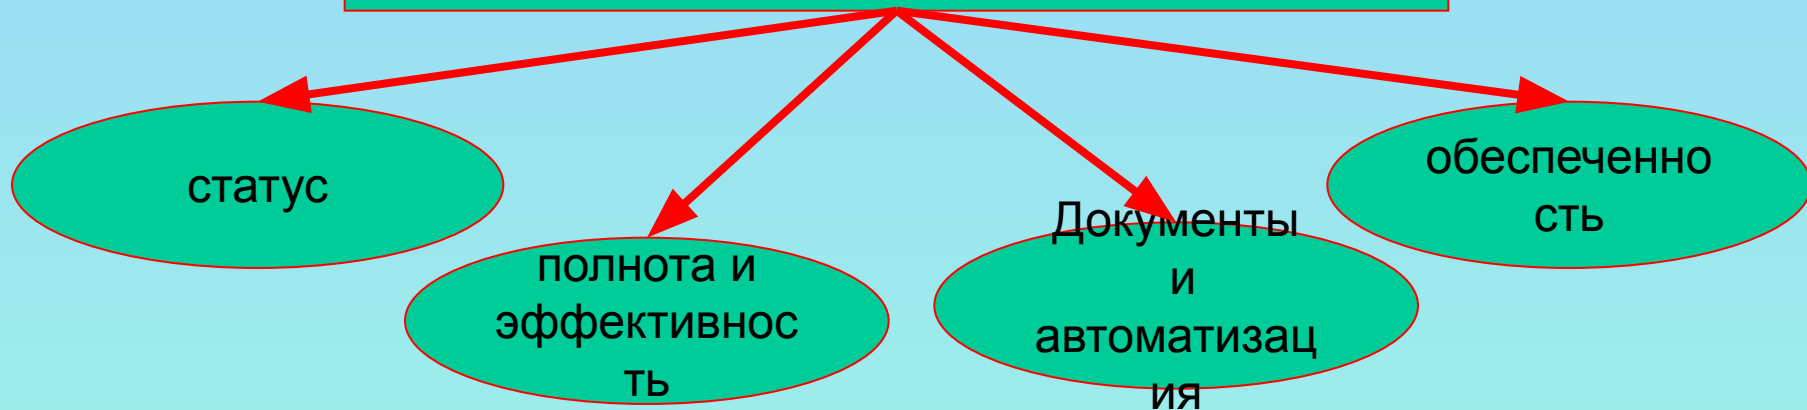 статус
полнота и
эффективнос
ть
Документы
и
автоматизац
ия
обеспеченно
сть